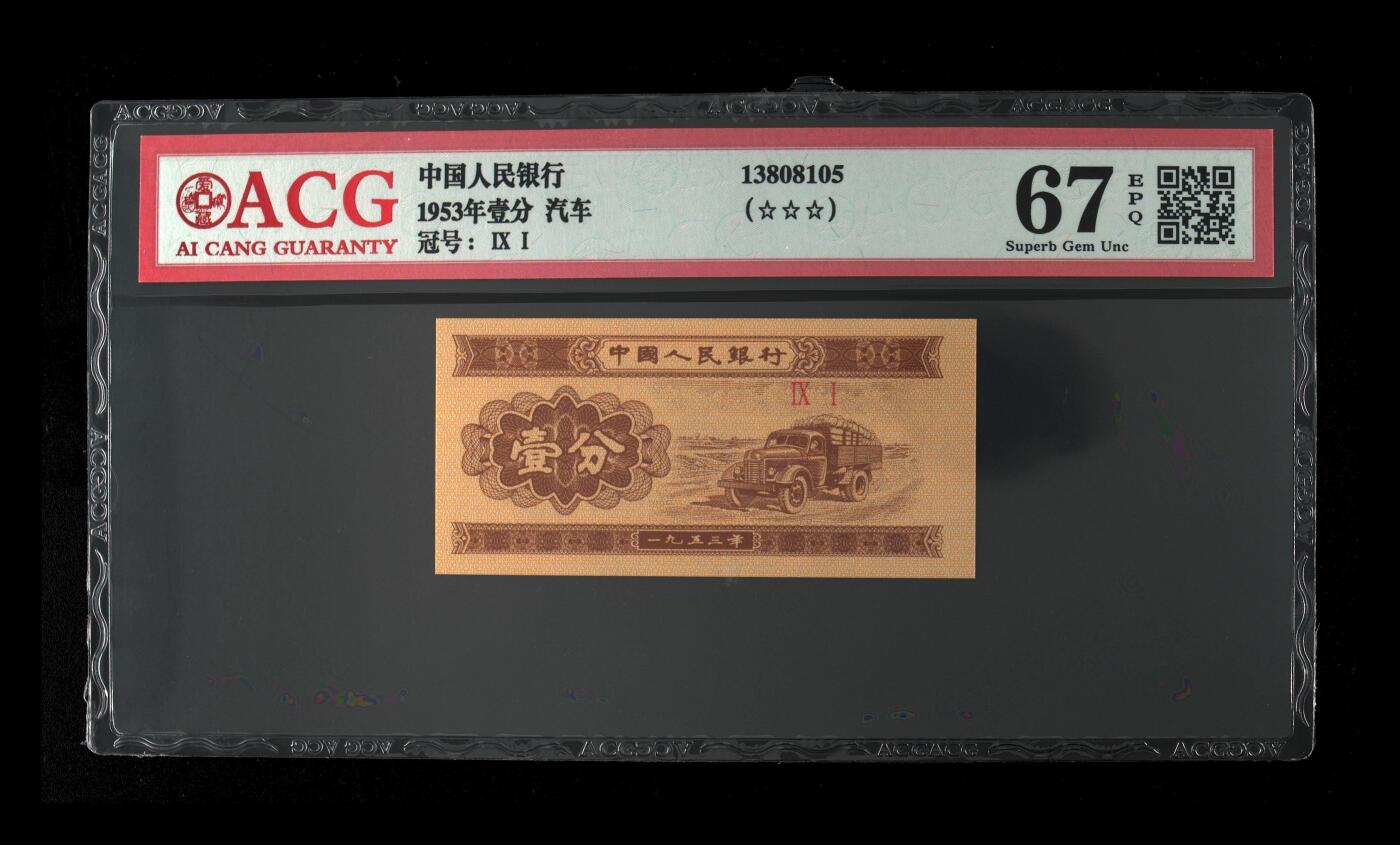 ACG
AI CANG GUARANTY
中国人民银行
1953年壹分 汽车
冠号: Ⅸ Ⅰ
13808105
(☆☆☆)
67
EPQ
Superb Gem Unc
中國人民銀行
Ⅸ Ⅰ
壹分
一九五三年